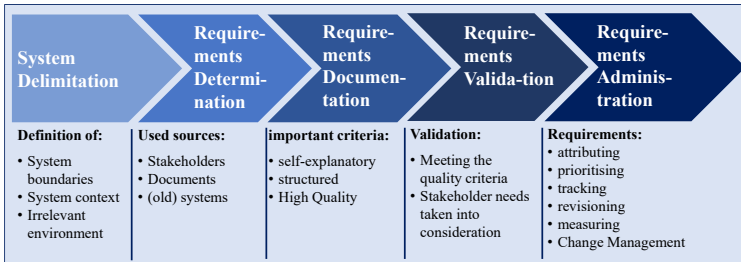 System
Delimitation
Require-
ments
Determi-
nation
Require-
ments
Documen-
tation
Require-
ments
Valida-tion
Require-
ments
Adminis-
tration
Definition of:
• System
boundaries
• System context
• Irrelevant
environment
Used sources:
• Stakeholders
• Documents
• (old) systems
important criteria:
• self-explanatory
• structured
• High Quality
Validation:
• Meeting the
quality criteria
• Stakeholder needs
taken into
consideration
Requirements:
• attributing
• prioritising
• tracking
• revisioning
• measuring
• Change Management